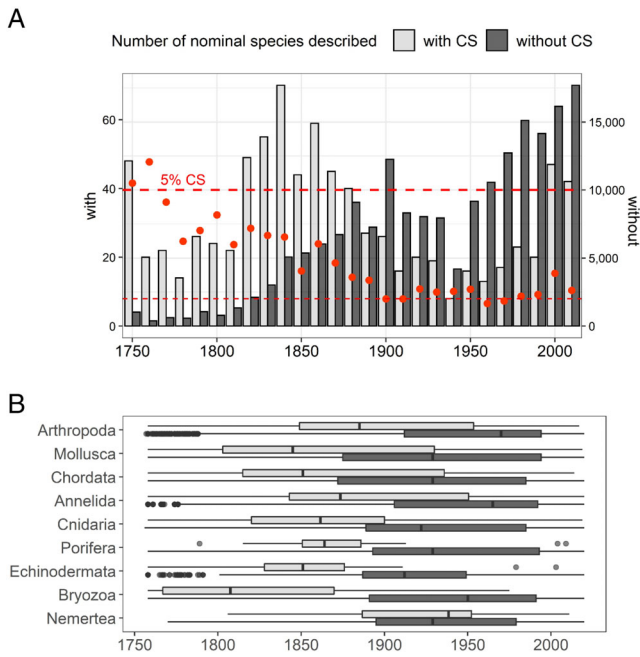 A
Number of nominal species described with CS without CS
60 15,000
5% CS
40 10,000
with without
20 5,000
0 0
1750 1800 1850 1900 1950 2000
B
Arthropoda
Mollusca
Chordata
Annelida
Cnidaria
Porifera
Echinodermata
Bryozoa
Nemertea
1750 1800 1850 1900 1950 2000